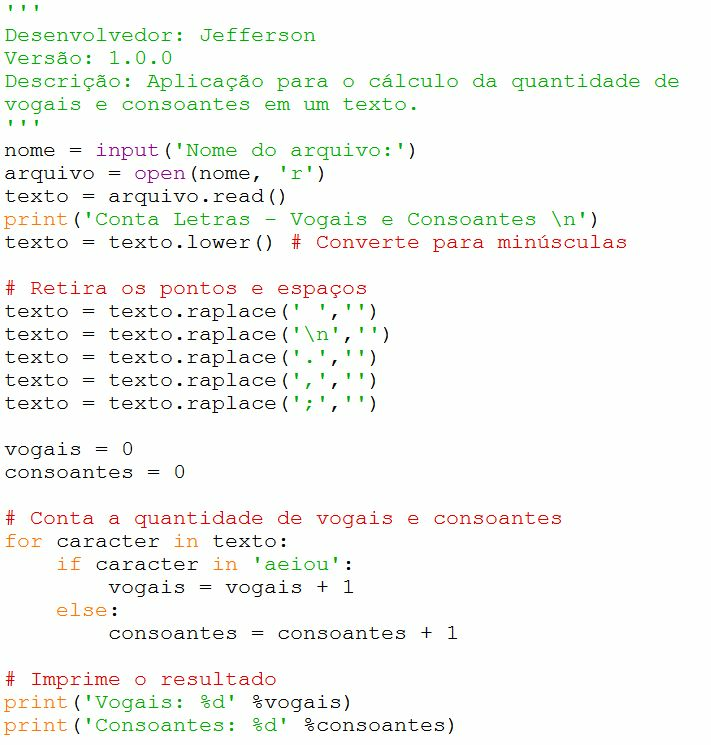 '''
Desenvolvedor: Jefferson
Versão: 1.0.0
Descrição: Aplicação para o cálculo da quantidade de
vogais e consoantes em um texto.
'''
nome = input('Nome do arquivo:')
arquivo = open(nome, 'r')
texto = arquivo.read()
print('Conta Letras - Vogais e Consoantes \n')
texto = texto.lower() # Converte para minúsculas
# Retira os pontos e espaços
texto = texto.raplace(' ','')
texto = texto.raplace('\n','')
texto = texto.raplace('.','')
texto = texto.raplace(',','')
texto = texto.raplace(';','')
vogais = 0
consoantes = 0
# Conta a quantidade de vogais e consoantes
for caracter in texto:
    if caracter in 'aeiou':
        vogais = vogais + 1
    else:
        consoantes = consoantes + 1
# Imprime o resultado
print('Vogais: %d' %vogais)
print('Consoantes: %d' %consoantes)